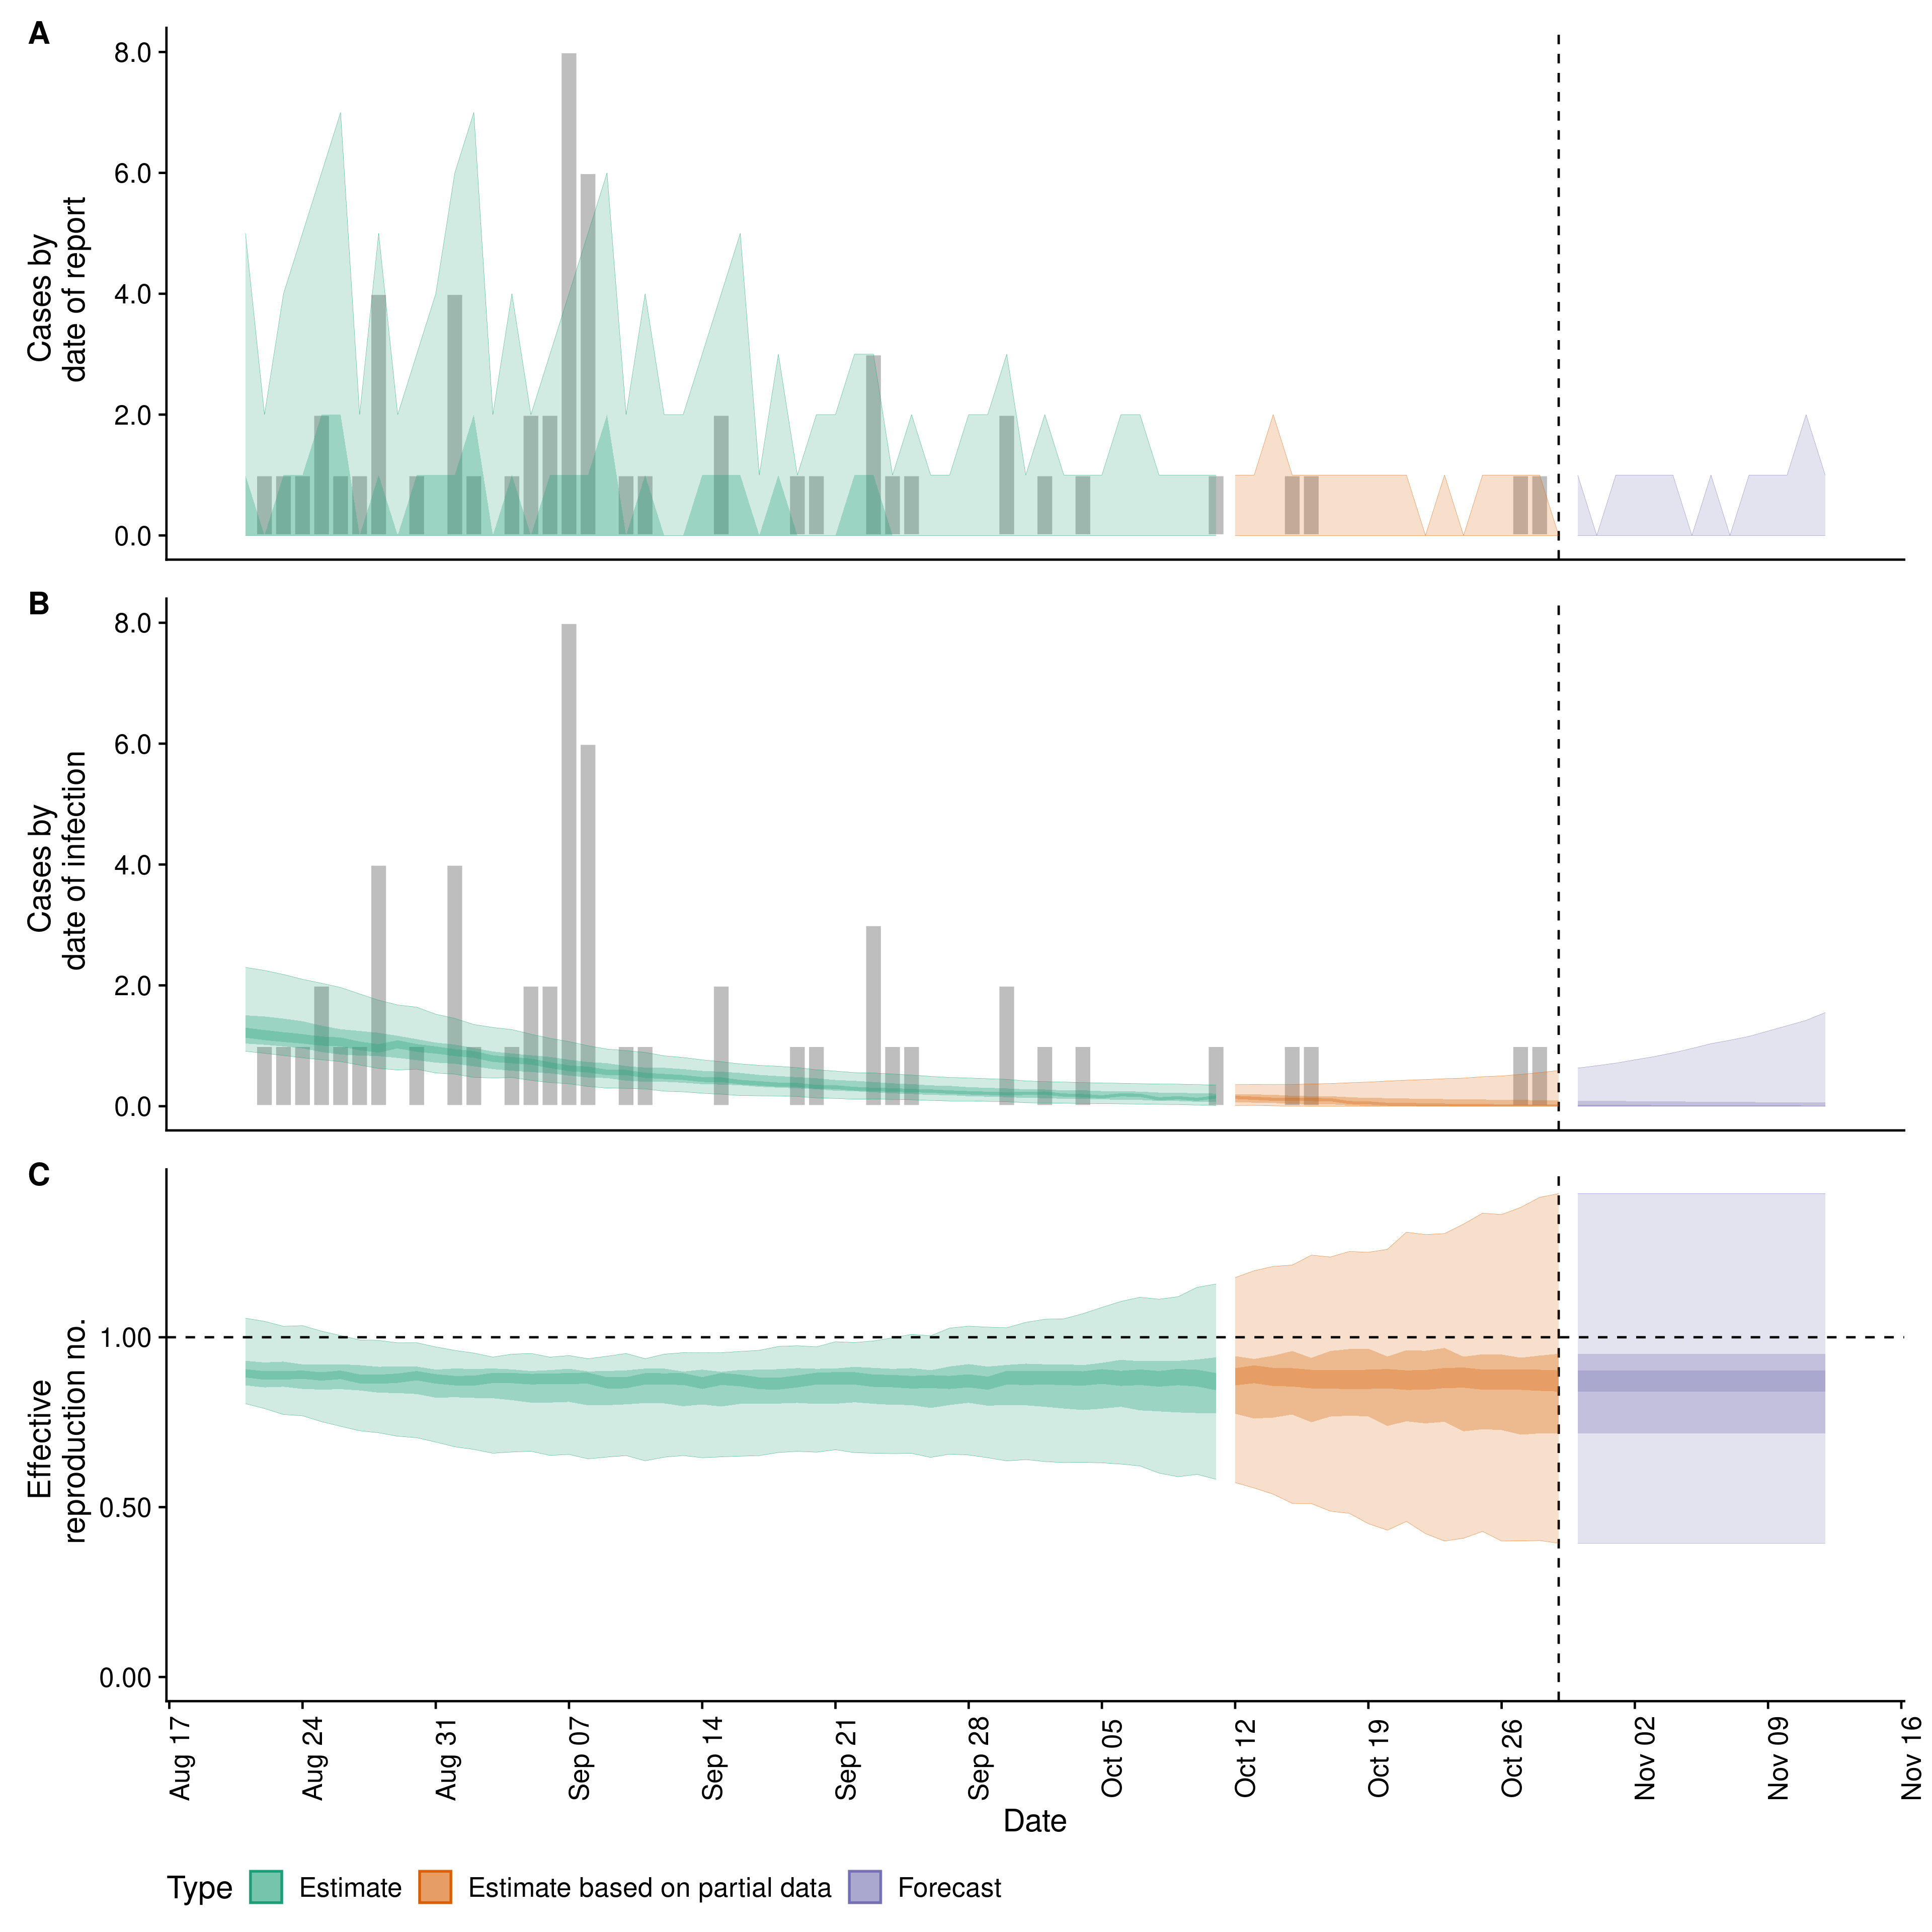 A
8.0
6.0
4.0
2.0
0.0
Cases by
date of report
B
8.0
6.0
4.0
2.0
0.0
Cases by
date of infection
C
1.00
0.50
0.00
Effective
reproduction no.
Aug 17
Aug 24
Aug 31
Sep 07
Sep 14
Sep 21
Sep 28
Oct 05
Oct 12
Oct 19
Oct 26
Nov 02
Nov 09
Nov 16
Date
Type
Estimate
Estimate based on partial data
Forecast